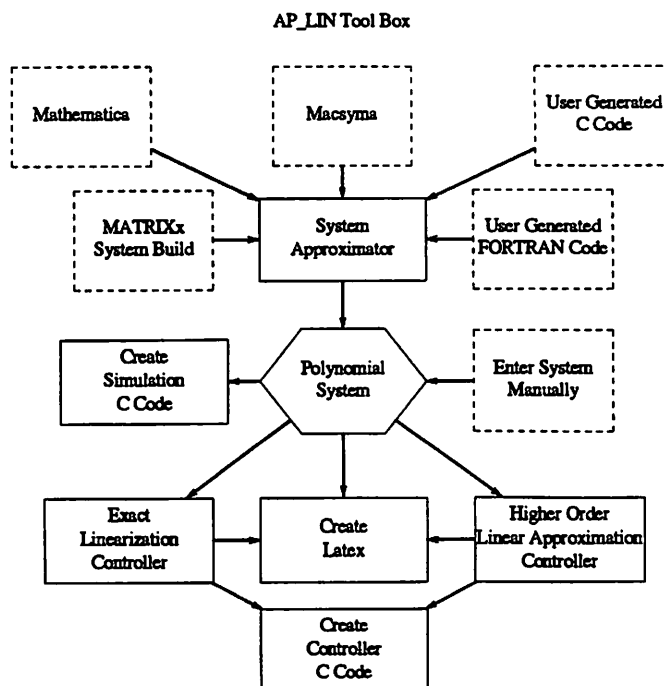 AP_LIN Tool Box
Mathematica
Macsyma
User Generated
C Code
MATRIXx
System Build
System
Approximator
User Generated
FORTRAN Code
Create
Simulation
C Code
Polynomial
System
Enter System
Manually
Exact
Linearization
Controller
Create
Latex
Higher Order
Linear Approximation
Controller
Create
Controller
C Code